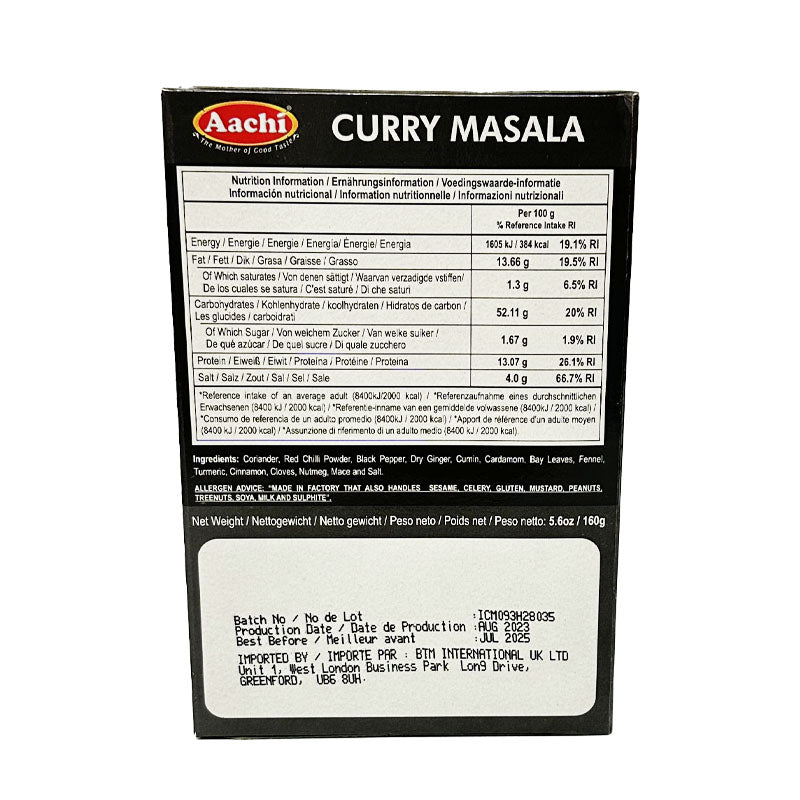 Aachi
The Mother of Good Taste
CURRY MASALA
Nutrition Information / Ernährungsinformation / Voedingswaarde-informatie
Información nutricional / Information nutritionnelle / Informazioni nutrizionali
Per 100 g
% Reference Intake RI
Energy / Energie / Energie / Energía/ Énergie/ Energia 1605 kJ / 384 kcal 19.1% RI
Fat / Fett / Dik / Grasa / Graisse / Grasso 13.66 g 19.5% RI
Of Which saturates / Von denen sättigt / Waarvan verzadigde vstiffen/
De los cuales se satura / C'est saturé / Di che saturi 1.3 g 6.5% RI
Carbohydrates / Kohlenhydrate / koolhydraten / Hidratos de carbon /
Les glucides / carboidrati 52.11 g 20% RI
Of Which Sugar / Von welchem Zucker / Van welke suiker /
De qué azúcar / De quel sucre / Di quale zucchero 1.67 g 1.9% RI
Protein / Eiweiß / Eiwit / Proteina / Protéine / Proteina 13.07 g 26.1% RI
Salt / Salz / Zout / Sal / Sel / Sale 4.0 g 66.7% RI
*Reference intake of an average adult (8400kJ/2000 kcal) / *Referenzaufnahme eines durchschnittlichen
Erwachsenen (8400 kJ / 2000 kcal) / *Referentie-inname van een gemiddelde volwassene (8400kJ / 2000 kcal) /
*Consumo de referencia de un adulto promedio (8400kJ / 2000 kcal) / *Apport de référence d'un adulte moyen
(8400 kJ / 2000 kcal) / *Assunzione di riferimento di un adulto medio (8400 kJ / 2000 kcal).
Ingredients: Coriander, Red Chilli Powder, Black Pepper, Dry Ginger, Cumin, Cardamom, Bay Leaves, Fennel,
Turmeric, Cinnamon, Cloves, Nutmeg, Mace and Salt.
ALLERGEN ADVICE: "MADE IN FACTORY THAT ALSO HANDLES SESAME, CELERY, GLUTEN, MUSTARD, PEANUTS,
TREENUTS, SOYA, MILK AND SULPHITE".
Net Weight / Nettogewicht / Netto gewicht / Peso neto / Poids net / Peso netto: 5.6oz / 160g
Batch No / No de Lot :ICM093H28035
Production Date / Date de Production :AUG 2023
Best Before / Meilleur avant :JUL 2025
IMPORTED BY / IMPORTE PAR : BTM INTERNATIONAL UK LTD
Unit 1, West London Business Park Long Drive,
GREENFORD, UB6 8UH.